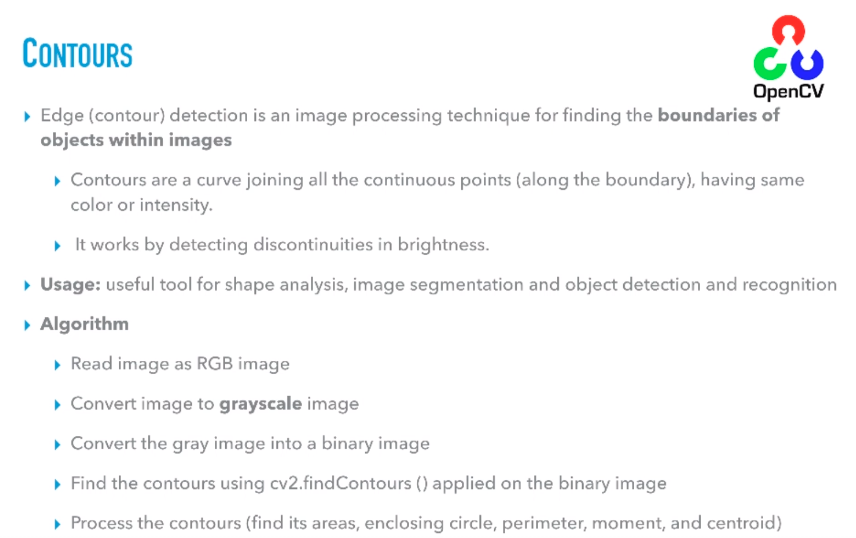 CONTOURS
OpenCV
Edge (contour) detection is an image processing technique for finding the boundaries of
objects within images
Contours are a curve joining all the continuous points (along the boundary), having same
color or intensity.
It works by detecting discontinuities in brightness.
Usage: useful tool for shape analysis, image segmentation and object detection and recognition
Algorithm
Read image as RGB image
Convert image to grayscale image
Convert the gray image into a binary image
Find the contours using cv2.findContours () applied on the binary image
Process the contours (find its areas, enclosing circle, perimeter, moment, and centroid)